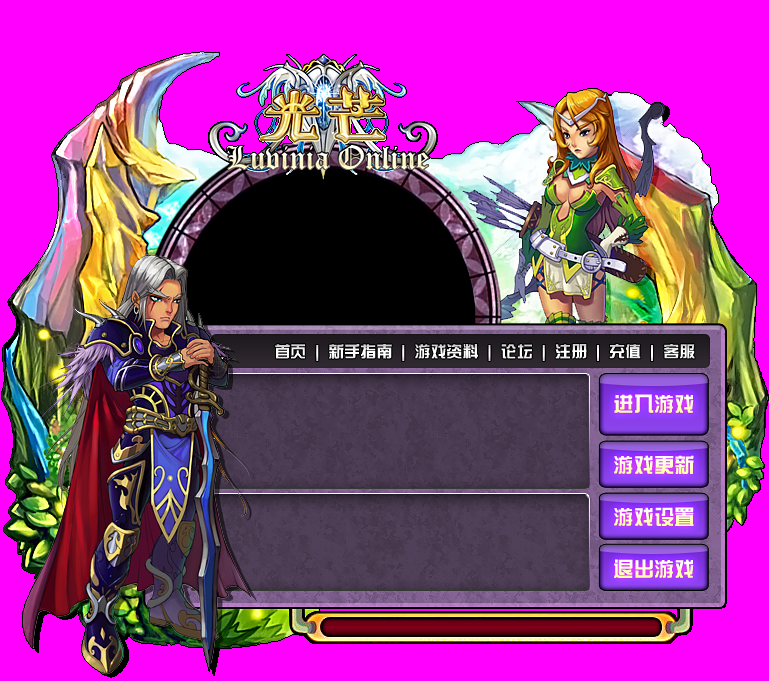 光芒
Luvinia Online
首页 | 新手指南 | 游戏资料 | 论坛 | 注册 | 充值 | 客服
进入游戏
游戏更新
游戏设置
退出游戏